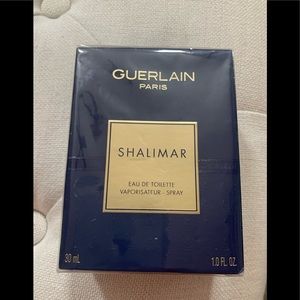 GUERLAIN
PARIS
SHALIMAR
EAU DE TOILETTE
VAPORISATEUR - SPRAY
30 ml
1.0 FL. OZ.